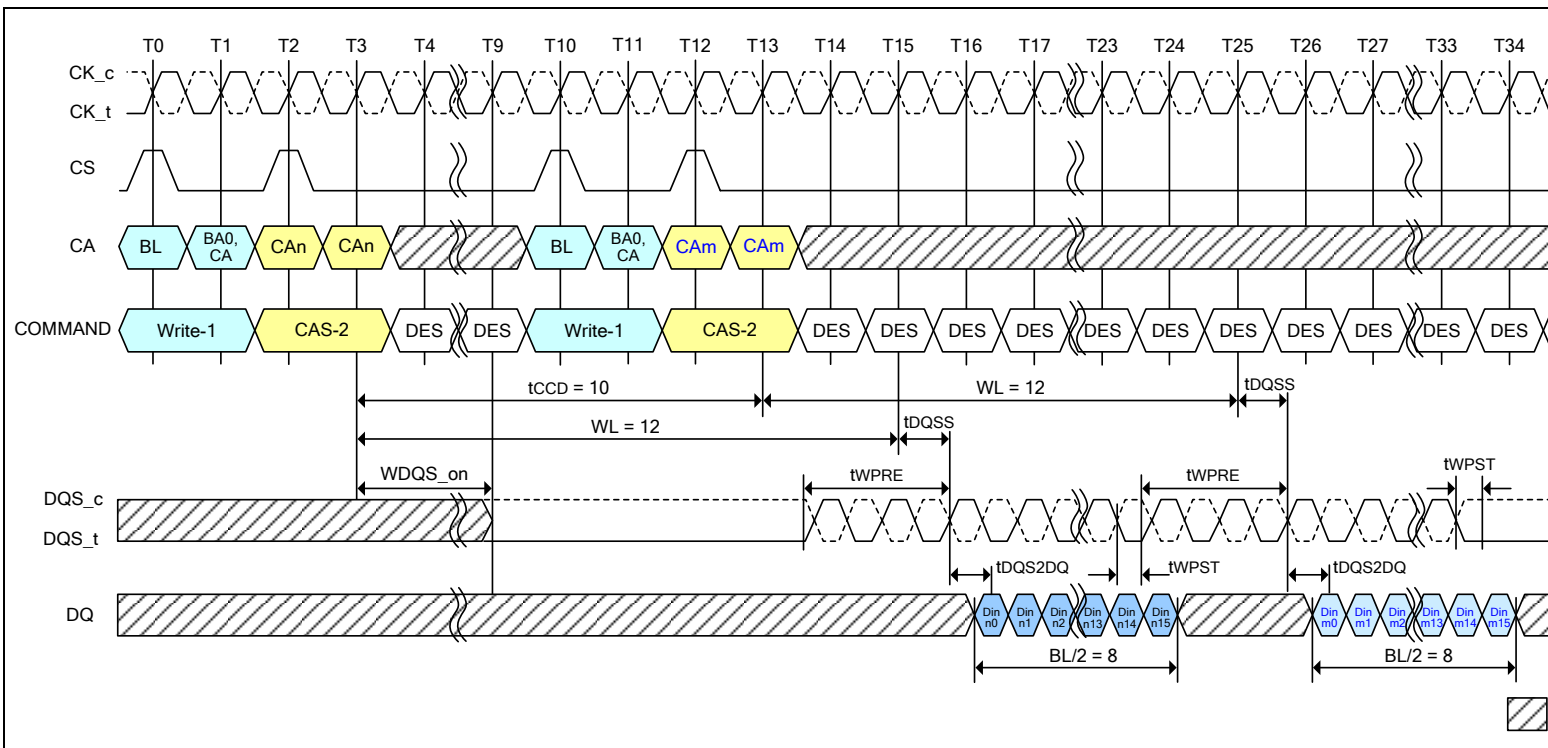 T0 T1 T2 T3 T4 T9 T10 T11 T12 T13 T14 T15 T16 T17 T23 T24 T25 T26 T27 T33 T34
CK_c
CK_t
CS
CA BL BA0, CA CAn CAn BL BA0, CA CAm CAm
COMMAND Write-1 CAS-2 DES DES Write-1 CAS-2 DES DES DES DES DES DES DES DES DES DES DES
tCCD = 10 WL = 12 tDQSS
WL = 12 tDQSS
WDQS_on tWPRE tWPRE tWPST
DQS_c
DQS_t
tDQS2DQ tWPST tDQS2DQ
DQ Din n0 Din n1 Din n2 Din n13 Din n14 Din n15 Din m0 Din m1 Din m2 Din m13 Din m14 Din m15
BL/2 = 8 BL/2 = 8